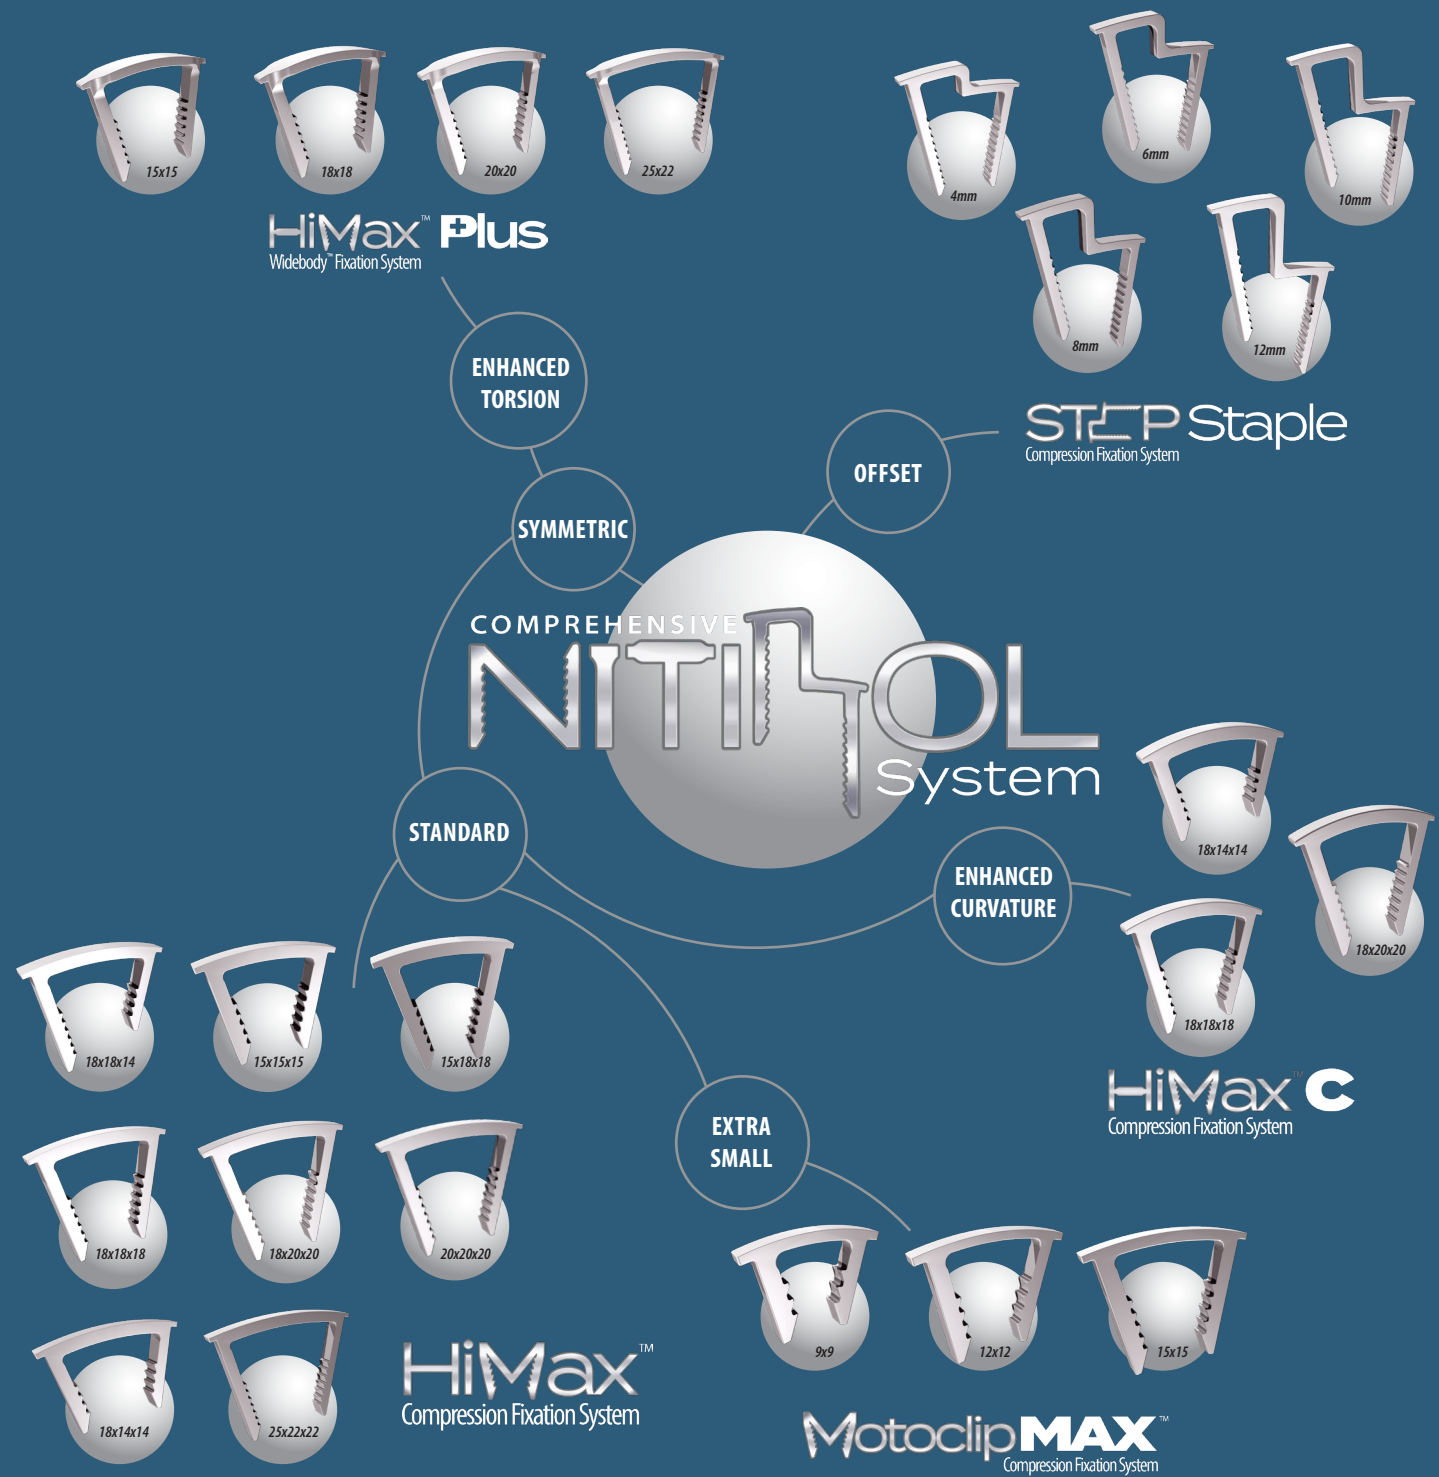 15x15
18x18
20x20
25x22
HiMax™ Plus
Widebody™ Fixation System
4mm
6mm
10mm
8mm
12mm
STEP Staple
Compression Fixation System
ENHANCED
TORSION
OFFSET
SYMMETRIC
COMPREHENSIVE
NITINOL
System
STANDARD
ENHANCED
CURVATURE
18x14x14
18x20x20
18x18x18
HiMax™ C
Compression Fixation System
18x18x14
15x15x15
15x18x18
18x18x18
18x20x20
20x20x20
18x14x14
25x22x22
HiMax™
Compression Fixation System
EXTRA
SMALL
9x9
12x12
15x15
MotoclipMAX™
Compression Fixation System